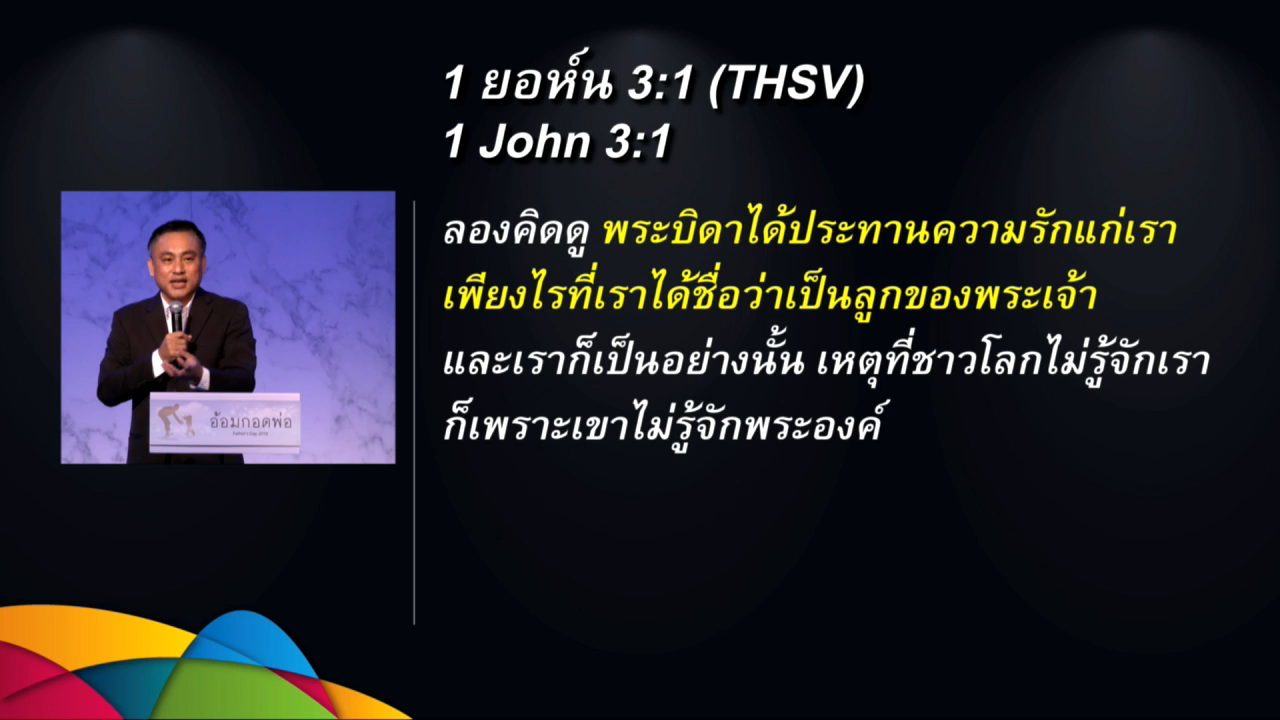 1 ยอห์น 3:1 (THSV)
1 John 3:1
ลองคิดดู พระบิดาได้ประทานความรักแก่เรา
เพียงไรที่เราได้ชื่อว่าเป็นลูกของพระเจ้า
และเราก็เป็นอย่างนั้น เหตุที่ชาวโลกไม่รู้จักเรา
ก็เพราะเขาไม่รู้จักพระองค์
อ้อมกอดพ่อ